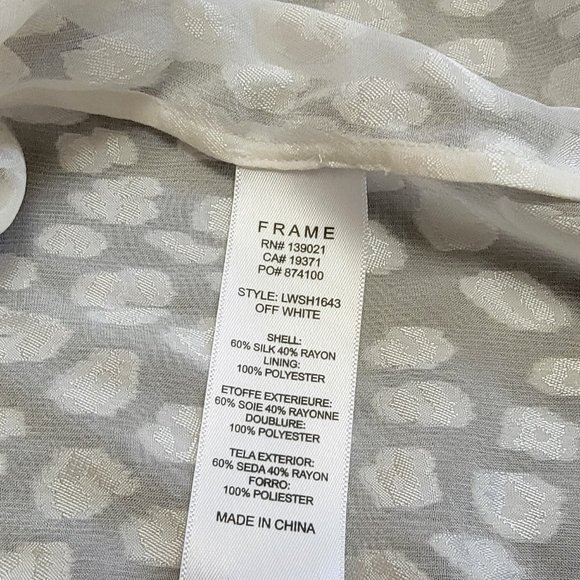 FRAME
RN# 139021
CA# 19371
PO# 874100
STYLE: LWSH1643
OFF WHITE
SHELL:
60% SILK 40% RAYON
LINING:
100% POLYESTER
ETOFFE EXTERIEURE:
60% SOIE 40% RAYONNE
DOUBLURE:
100% POLYESTER
TELA EXTERIOR:
60% SEDA 40% RAYON
FORRO:
100% POLIESTER
MADE IN CHINA